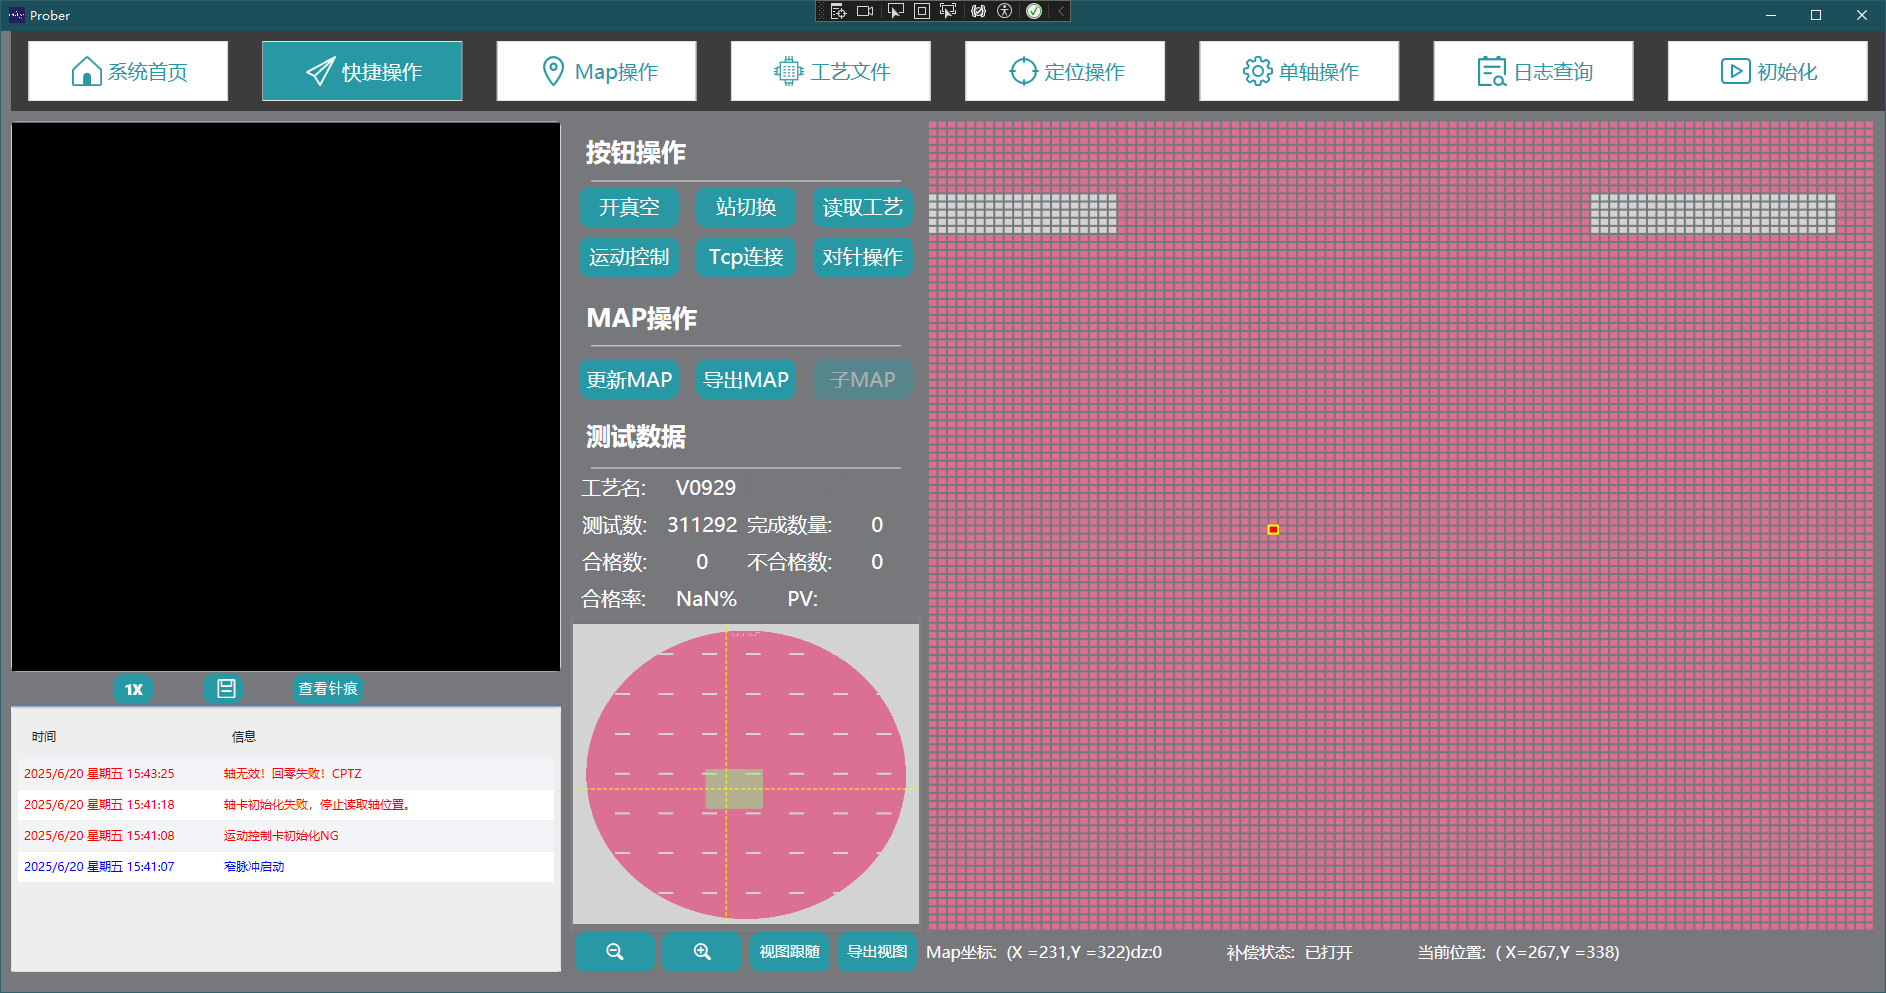 Prober
系统首页
快捷操作
Map操作
工艺文件
定位操作
单轴操作
日志查询
初始化
按钮操作
开真空
站切换
读取工艺
运动控制
Tcp连接
对针操作
MAP操作
更新MAP
导出MAP
子MAP
测试数据
工艺名: V0929
测试数: 311292 完成数量: 0
合格数: 0 不合格数: 0
合格率: NaN% PV:
1X
查看针痕
时间 信息
2025/6/20 星期五 15:43:25 轴无效！回零失败！CPTZ
2025/6/20 星期五 15:41:18 轴卡初始化失败，停止读取轴位置。
2025/6/20 星期五 15:41:08 运动控制卡初始化NG
2025/6/20 星期五 15:41:07 窄脉冲启动
视图跟随
导出视图
Map坐标: (X =231,Y =322)dz:0
补偿状态: 已打开
当前位置: ( X=267,Y =338)